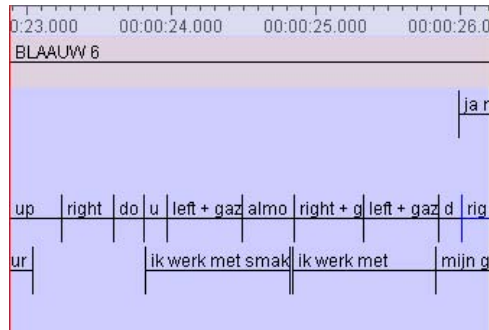 0:23.000 00:00:24.000 00:00:25.000 00:00:26.0
BLAAUW 6
ja r
up right do u left + gaz almo right + g left + gaz d rig
ur ik werk met smak ik werk met mijn g